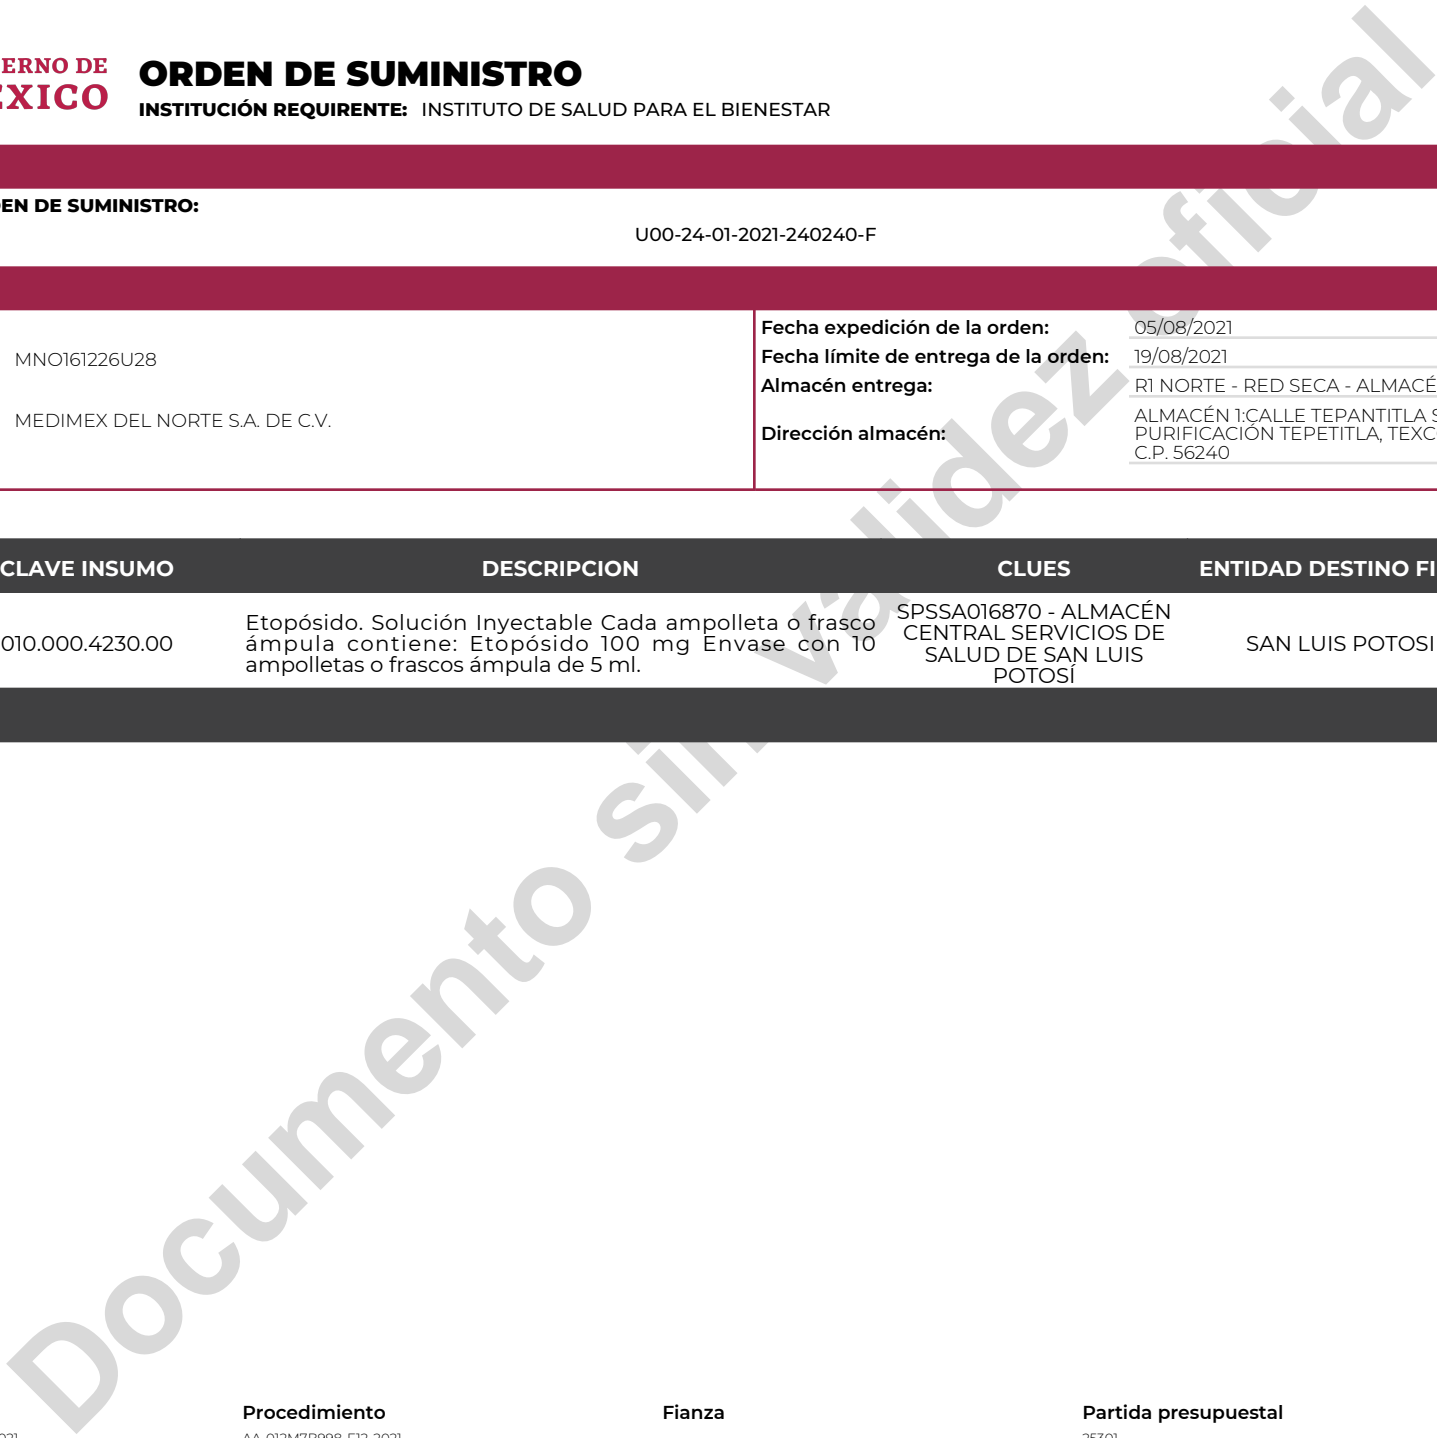 ERNO DE
EXICO
ORDEN DE SUMINISTRO
INSTITUCIÓN REQUIRENTE: INSTITUTO DE SALUD PARA EL BIENESTAR
EN DE SUMINISTRO:
U00-24-01-2021-240240-F
MNO161226U28
MEDIMEX DEL NORTE S.A. DE C.V.
Fecha expedición de la orden: 05/08/2021
Fecha límite de entrega de la orden: 19/08/2021
Almacén entrega: R1 NORTE - RED SECA - ALMACÉ
Dirección almacén:
ALMACÉN 1:CALLE TEPANTITLA S
PURIFICACIÓN TEPETITLA, TEXC
C.P. 56240
CLAVE INSUMO DESCRIPCION CLUES ENTIDAD DESTINO FI
010.000.4230.00
Etopósido. Solución Inyectable Cada ampolleta o frasco
ámpula contiene: Etopósido 100 mg Envase con 10
ampolletas o frascos ámpula de 5 ml.
SPSSA016870 - ALMACÉN
CENTRAL SERVICIOS DE
SALUD DE SAN LUIS
POTOSÍ
SAN LUIS POTOSI
Documento sin validez oficial
Procedimiento Fianza Partida presupuestal